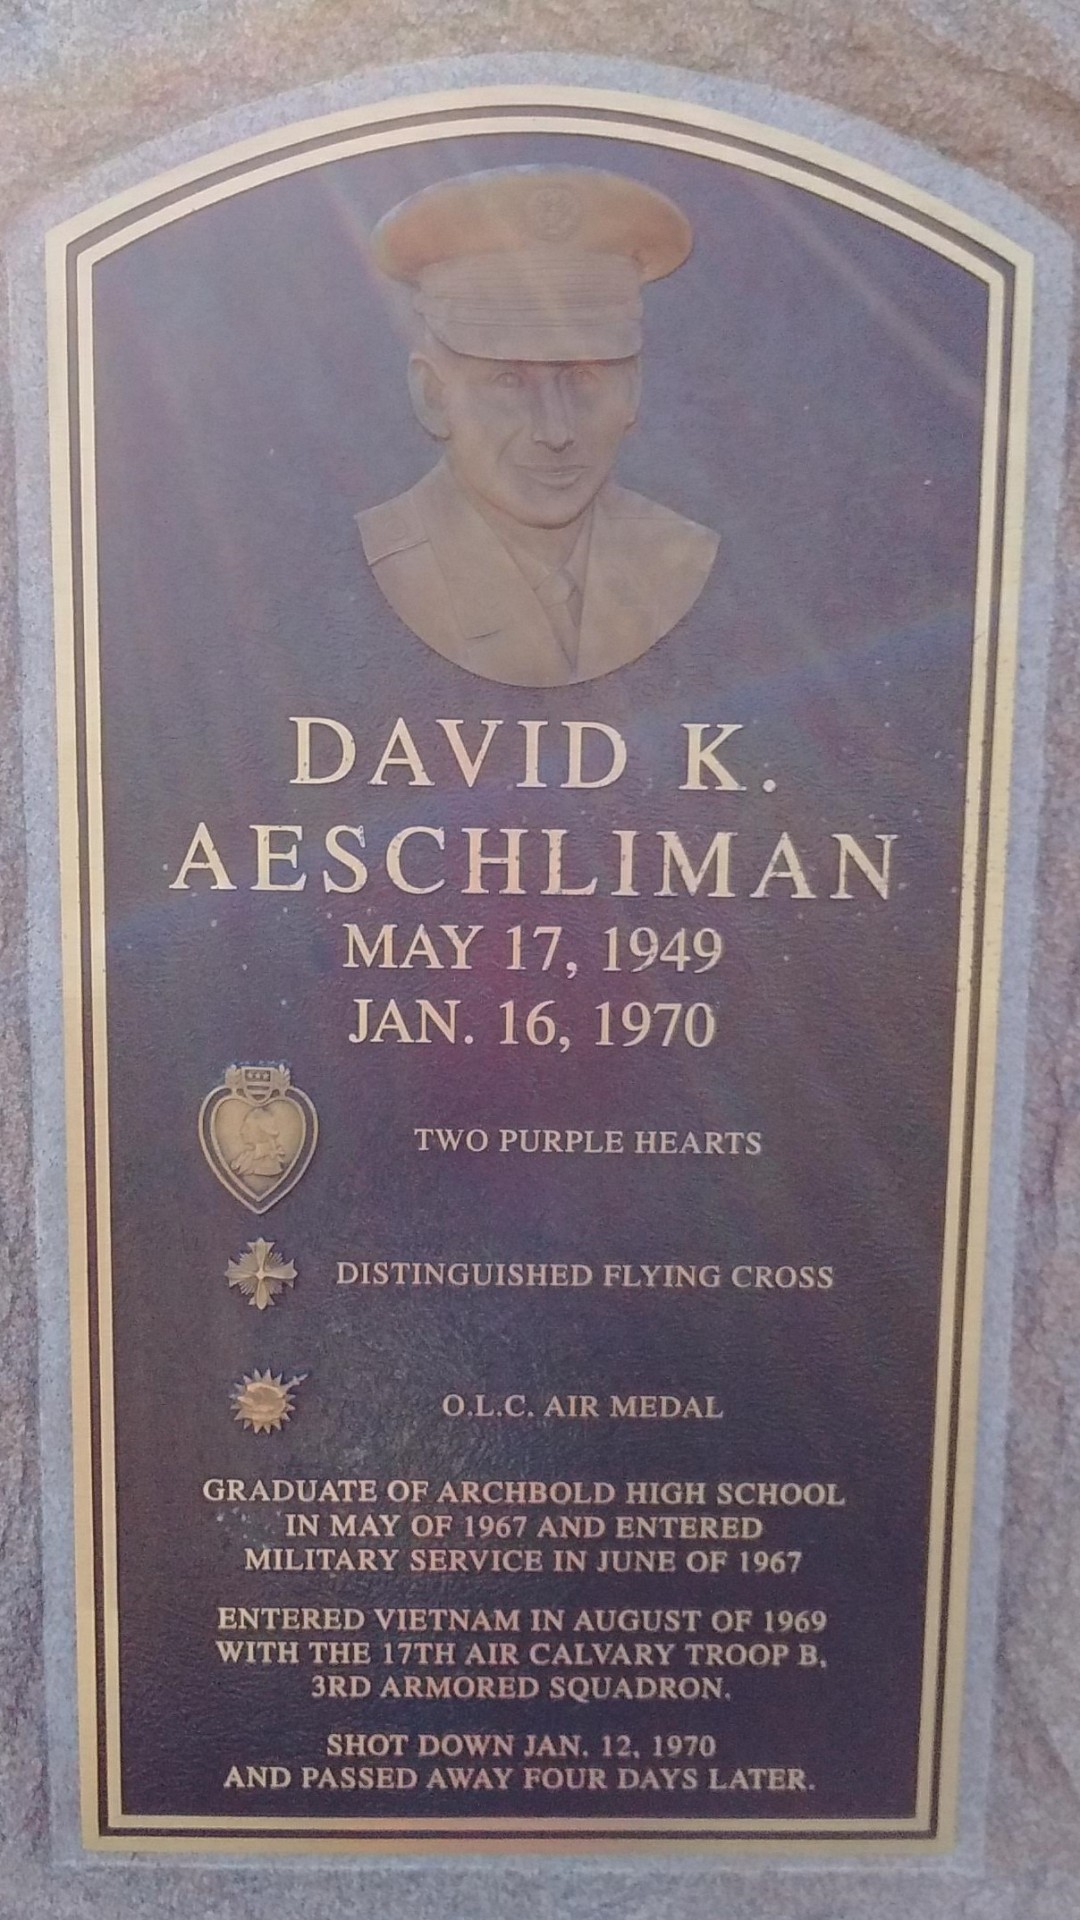 DAVID K.
AESCHLIMAN
MAY 17, 1949
JAN. 16, 1970
TWO PURPLE HEARTS
DISTINGUISHED FLYING CROSS
O.L.C. AIR MEDAL
GRADUATE OF ARCHBOLD HIGH SCHOOL
IN MAY OF 1967 AND ENTERED
MILITARY SERVICE IN JUNE OF 1967
ENTERED VIETNAM IN AUGUST OF 1969
WITH THE 17TH AIR CALVARY TROOP B,
3RD ARMORED SQUADRON.
SHOT DOWN JAN. 12, 1970
AND PASSED AWAY FOUR DAYS LATER.